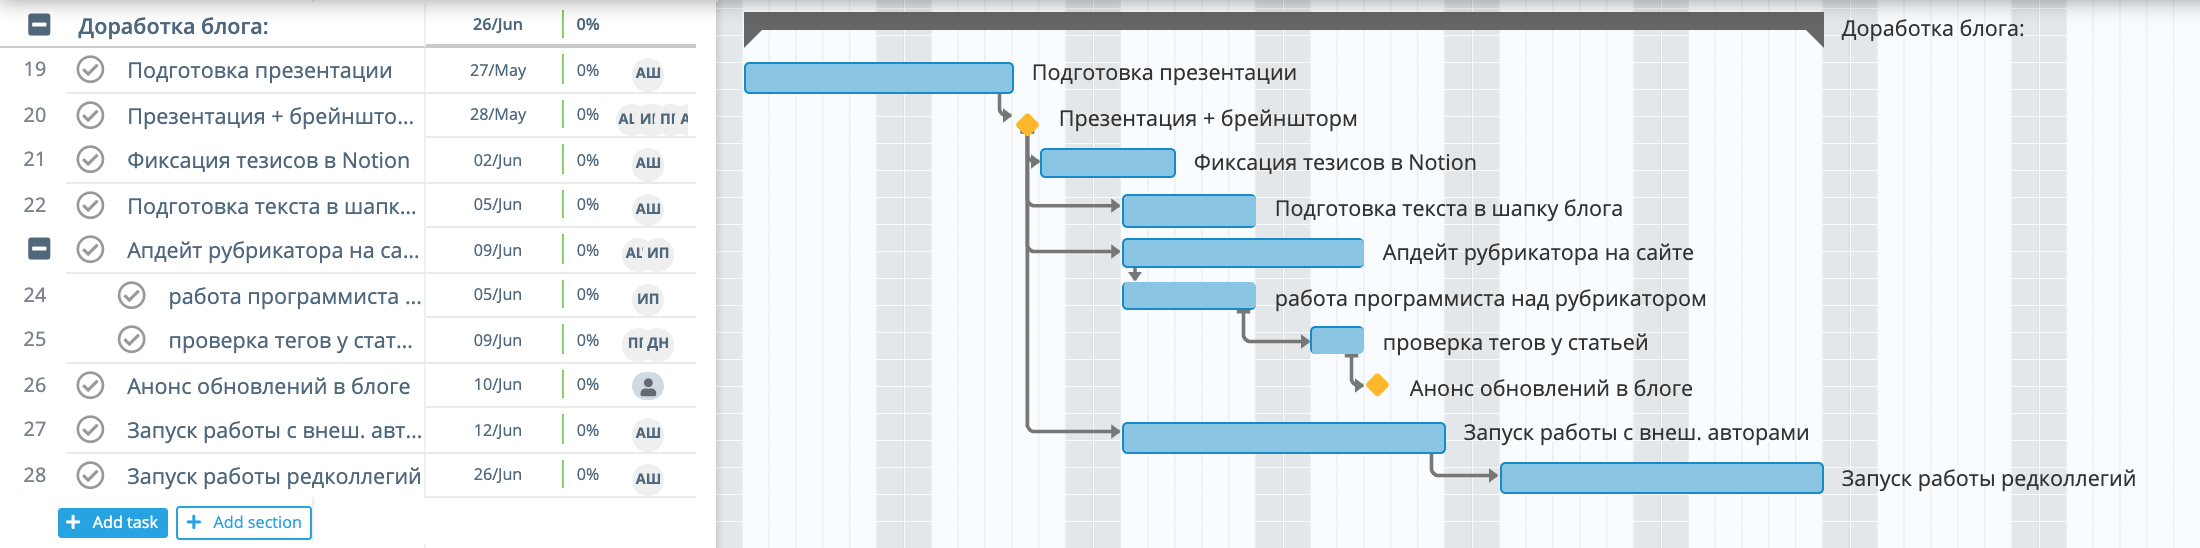 Доработка блога: 26/Jun 0% Доработка блога:
19 Подготовка презентации 27/May 0% АШ Подготовка презентации
20 Презентация + брейншто... 28/May 0% Презентация + брейншторм
21 Фиксация тезисов в Notion 02/Jun 0% АШ Фиксация тезисов в Notion
22 Подготовка текста в шапк... 05/Jun 0% АШ Подготовка текста в шапку блога
Апдейт рубрикатора на са... 09/Jun 0% ИП Апдейт рубрикатора на сайте
24 работа программиста ... 05/Jun 0% ИП работа программиста над рубрикатором
25 проверка тегов у стат... 09/Jun 0% ДН проверка тегов у статьей
26 Анонс обновлений в блоге 10/Jun 0% Анонс обновлений в блоге
27 Запуск работы с внеш. авт... 12/Jun 0% АШ Запуск работы с внеш. авторами
28 Запуск работы редколлегий 26/Jun 0% АШ Запуск работы редколлегий
+ Add task + Add section